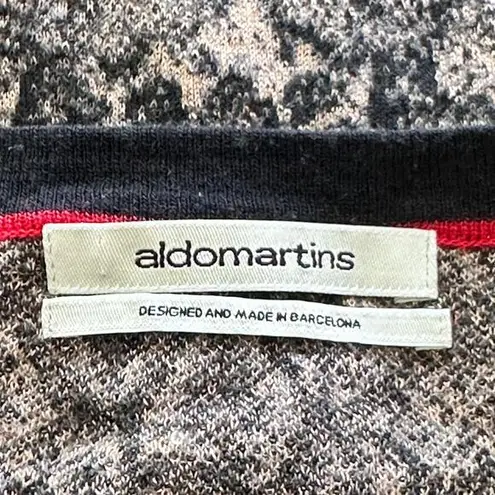 aldomartins
DESIGNED AND MADE IN BARCELONA